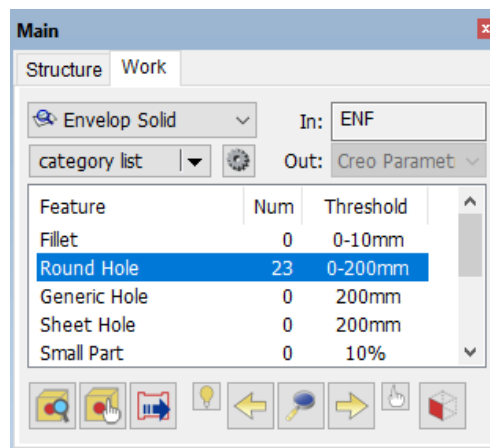 Main
Structure Work
Envelop Solid In: ENF
category list Out: Creo Paramet
Feature Num Threshold
Fillet 0 0-10mm
Round Hole 23 0-200mm
Generic Hole 0 200mm
Sheet Hole 0 200mm
Small Part 0 10%